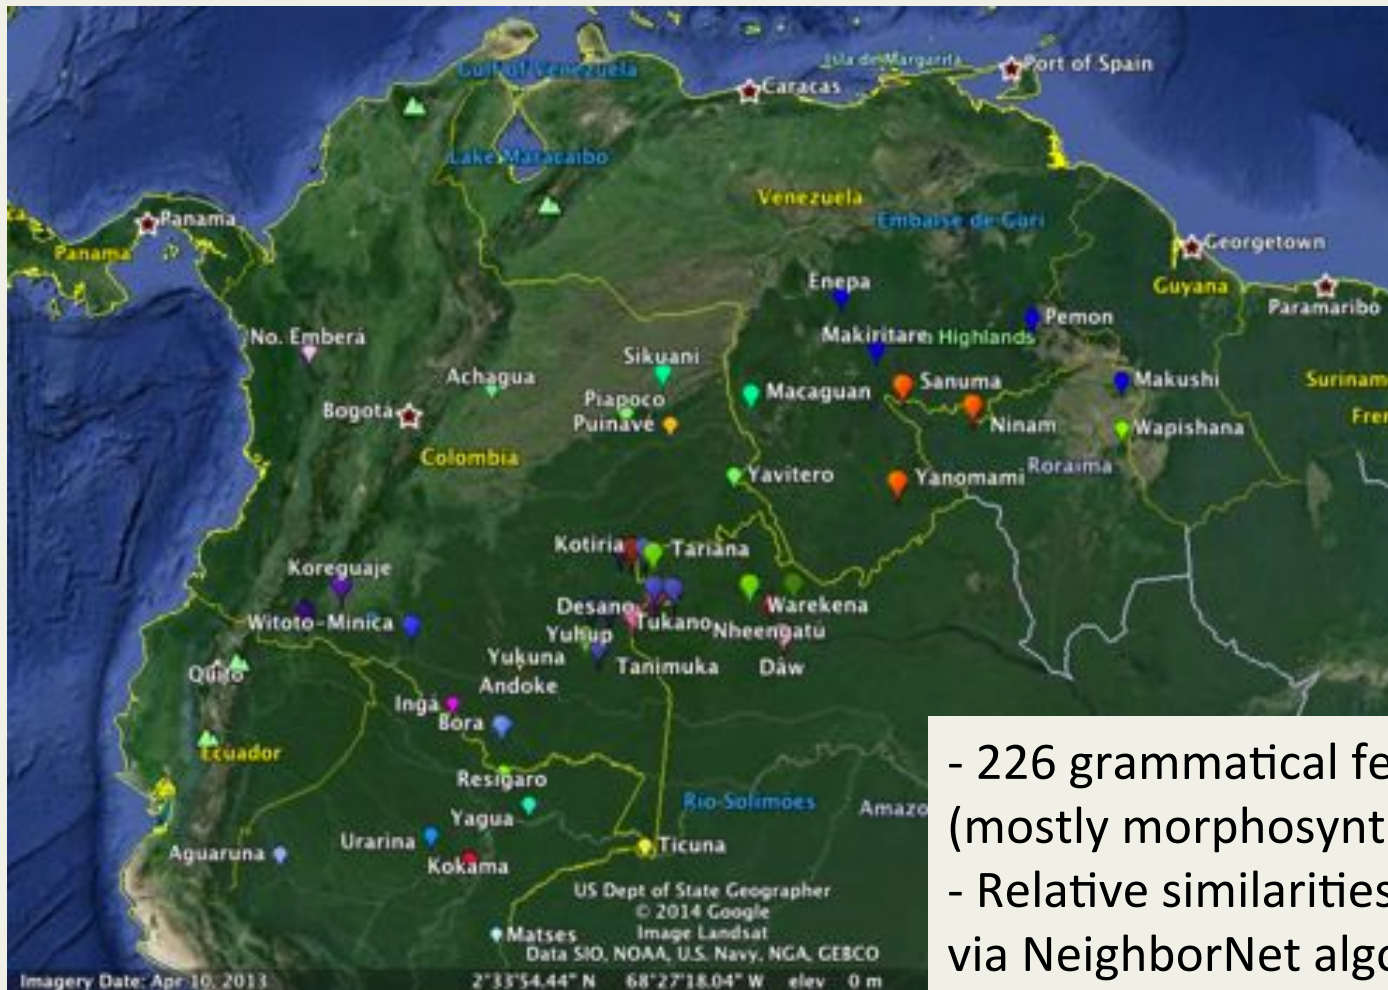 Gulf of Venezuela
Isla de Margarita
Port of Spain
Caracas
Lake Maracaibo
Venezuela
Embalse de Guri
Panama
Panama
Georgetown
Guyana
Paramaribo
Enepa
Pemon
No. Emberá
Makiritare
Highlands
Sikuani
Achagua
Sanuma
Makushi
Surinam
Macaguan
Piapoco
Bogotá
Puinave
Ninam
Wapishana
Fre
Colombia
Roraima
Yavitero
Yanomami
Kotiria
Tariana
Koreguaje
Desano
Warekena
Witoto-Minica
Tukano
Nheengatu
Yuhup
Yukuna
Tanimuka
Dâw
Quito
Andoke
Inga
Bora
Ecuador
Resigaro
Rio Solimões
Amazo
Yagua
Urarina
Ticuna
Aguaruna
Kokama
US Dept of State Geographer
© 2014 Google
Image Landsat
Matses
Data SIO, NOAA, U.S. Navy, NGA, GEBCO
Imagery Date: Apr 10, 2013
2°33'54.44" N 68°27'18.04" W elev 0 m
- 226 grammatical fe
(mostly morphosynt
- Relative similarities
via NeighborNet algo